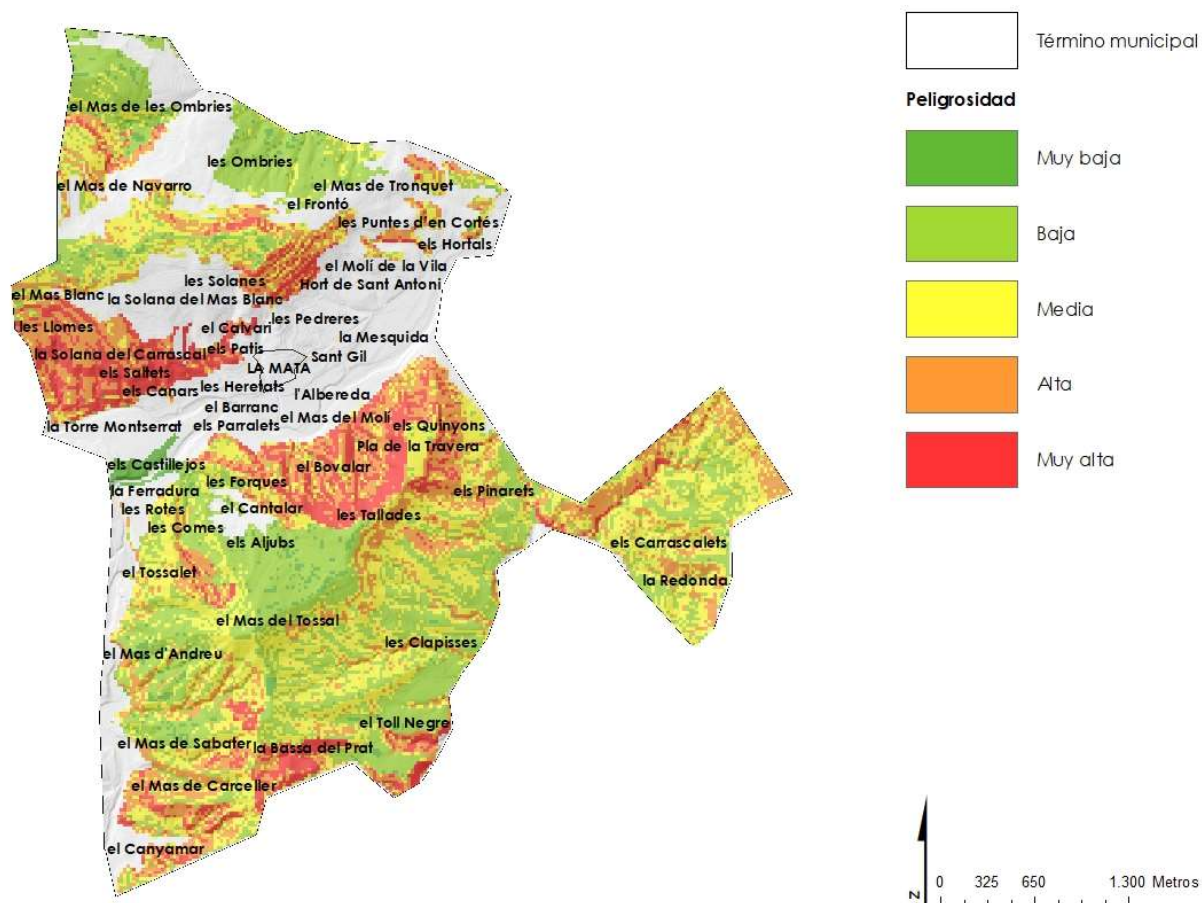 Término municipal
Peligrosidad
Muy baja
Baja
Media
Alta
Muy alta
el Mas de les Ombries
les Ombries
el Mas de Navarro
el Mas de Tronquet
el Frontó
les Puntes d'en Cortés
els Hortals
el Molí de la Vila
les Solanes
Hort de Sant Antoni
el Mas Blanc
la Solana del Mas Blanc
les Pedreres
les Llomes
el Calvari
la Mesquida
els Patis
la Solana del Carrascal
Sant Gil
LA MATA
els Saltets
les Heretats
els Canars
l'Albereda
el Barranc
el Mas del Molí
la Torre Montserrat
els Parralets
els Quinyons
Pla de la Travera
els Castillejos
el Bovalar
les Forques
la Ferradura
els Pinarets
les Rotes
el Cantalar
les Tallades
les Comes
els Aljubs
els Carrascalets
el Tossalet
la Redonda
el Mas del Tossal
les Clapisses
el Mas d'Andreu
el Toll Negre
el Mas de Sabater
la Bassa del Prat
el Mas de Carceller
el Canyamar
N
0 325 650 1.300 Metros